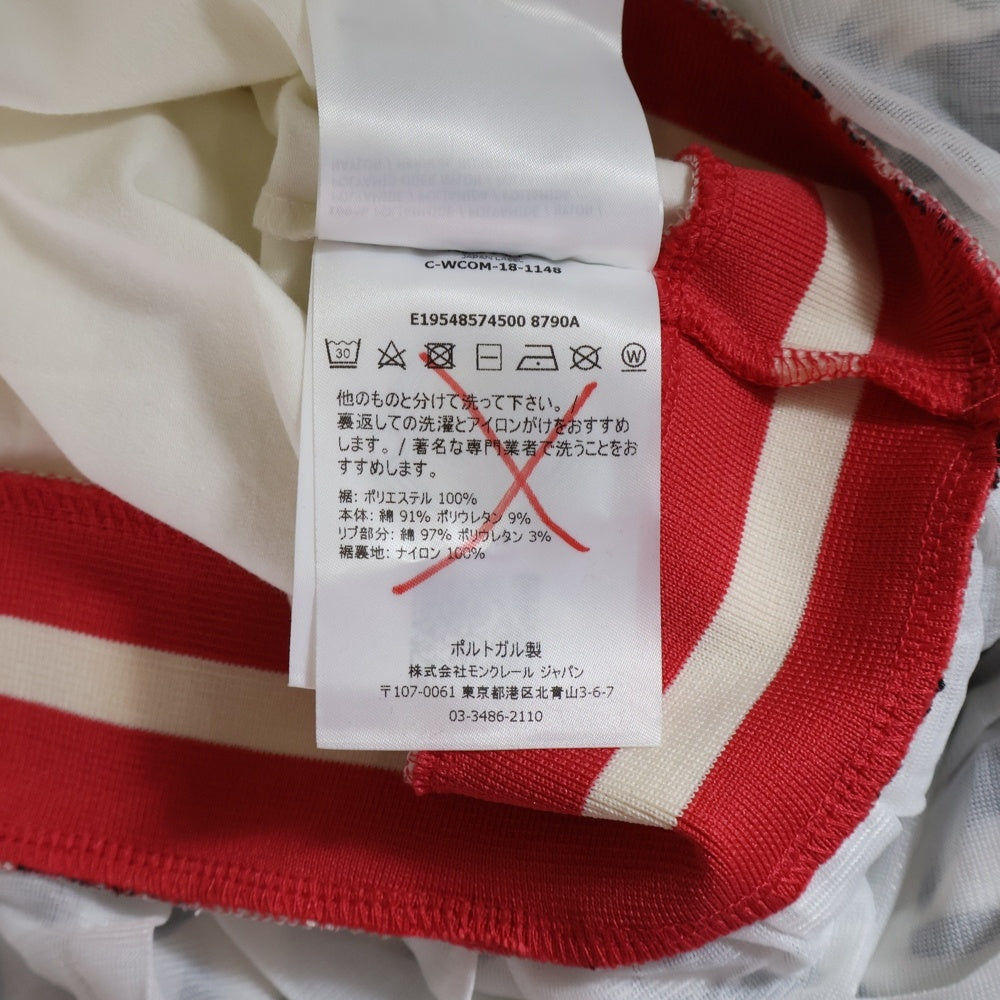 JAPAN LABEL
C-WCOM-18-1148
E19548574500 8790A
30
W
他のものと分けて洗って下さい。/
裏返しての洗濯とアイロンがけをおすすめ
します。/ 著名な専門業者で洗うことをお
すすめします。
裾: ポリエステル 100%
本体: 綿 91% ポリウレタン 9%
リブ部分: 綿 97% ポリウレタン 3%
裾裏地: ナイロン 100%
ポルトガル製
株式会社モンクレール ジャパン
〒107-0061 東京都港区北青山3-6-7
03-3486-2110